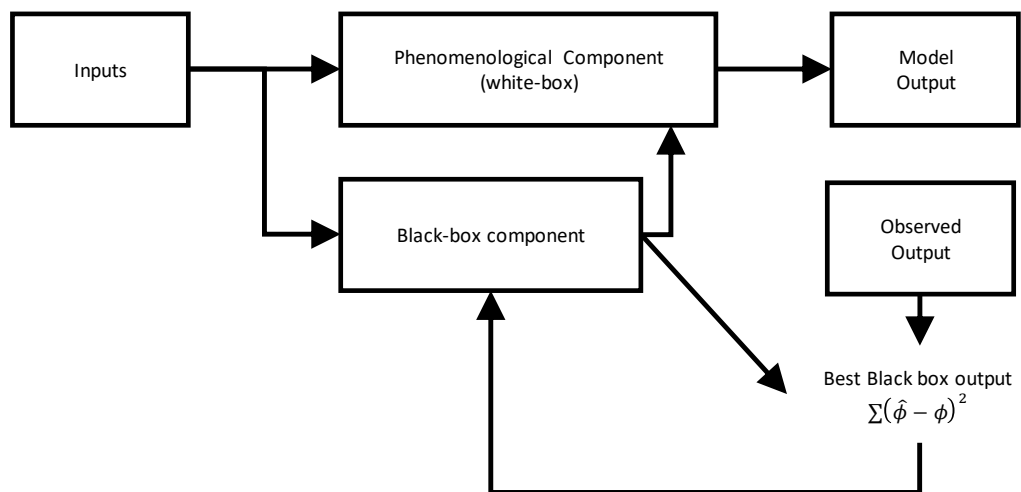 Inputs
Phenomenological Component
(white-box)
Model
Output
Black-box component
Observed
Output
Best Black box output
∑(ϕ̂ − ϕ)²